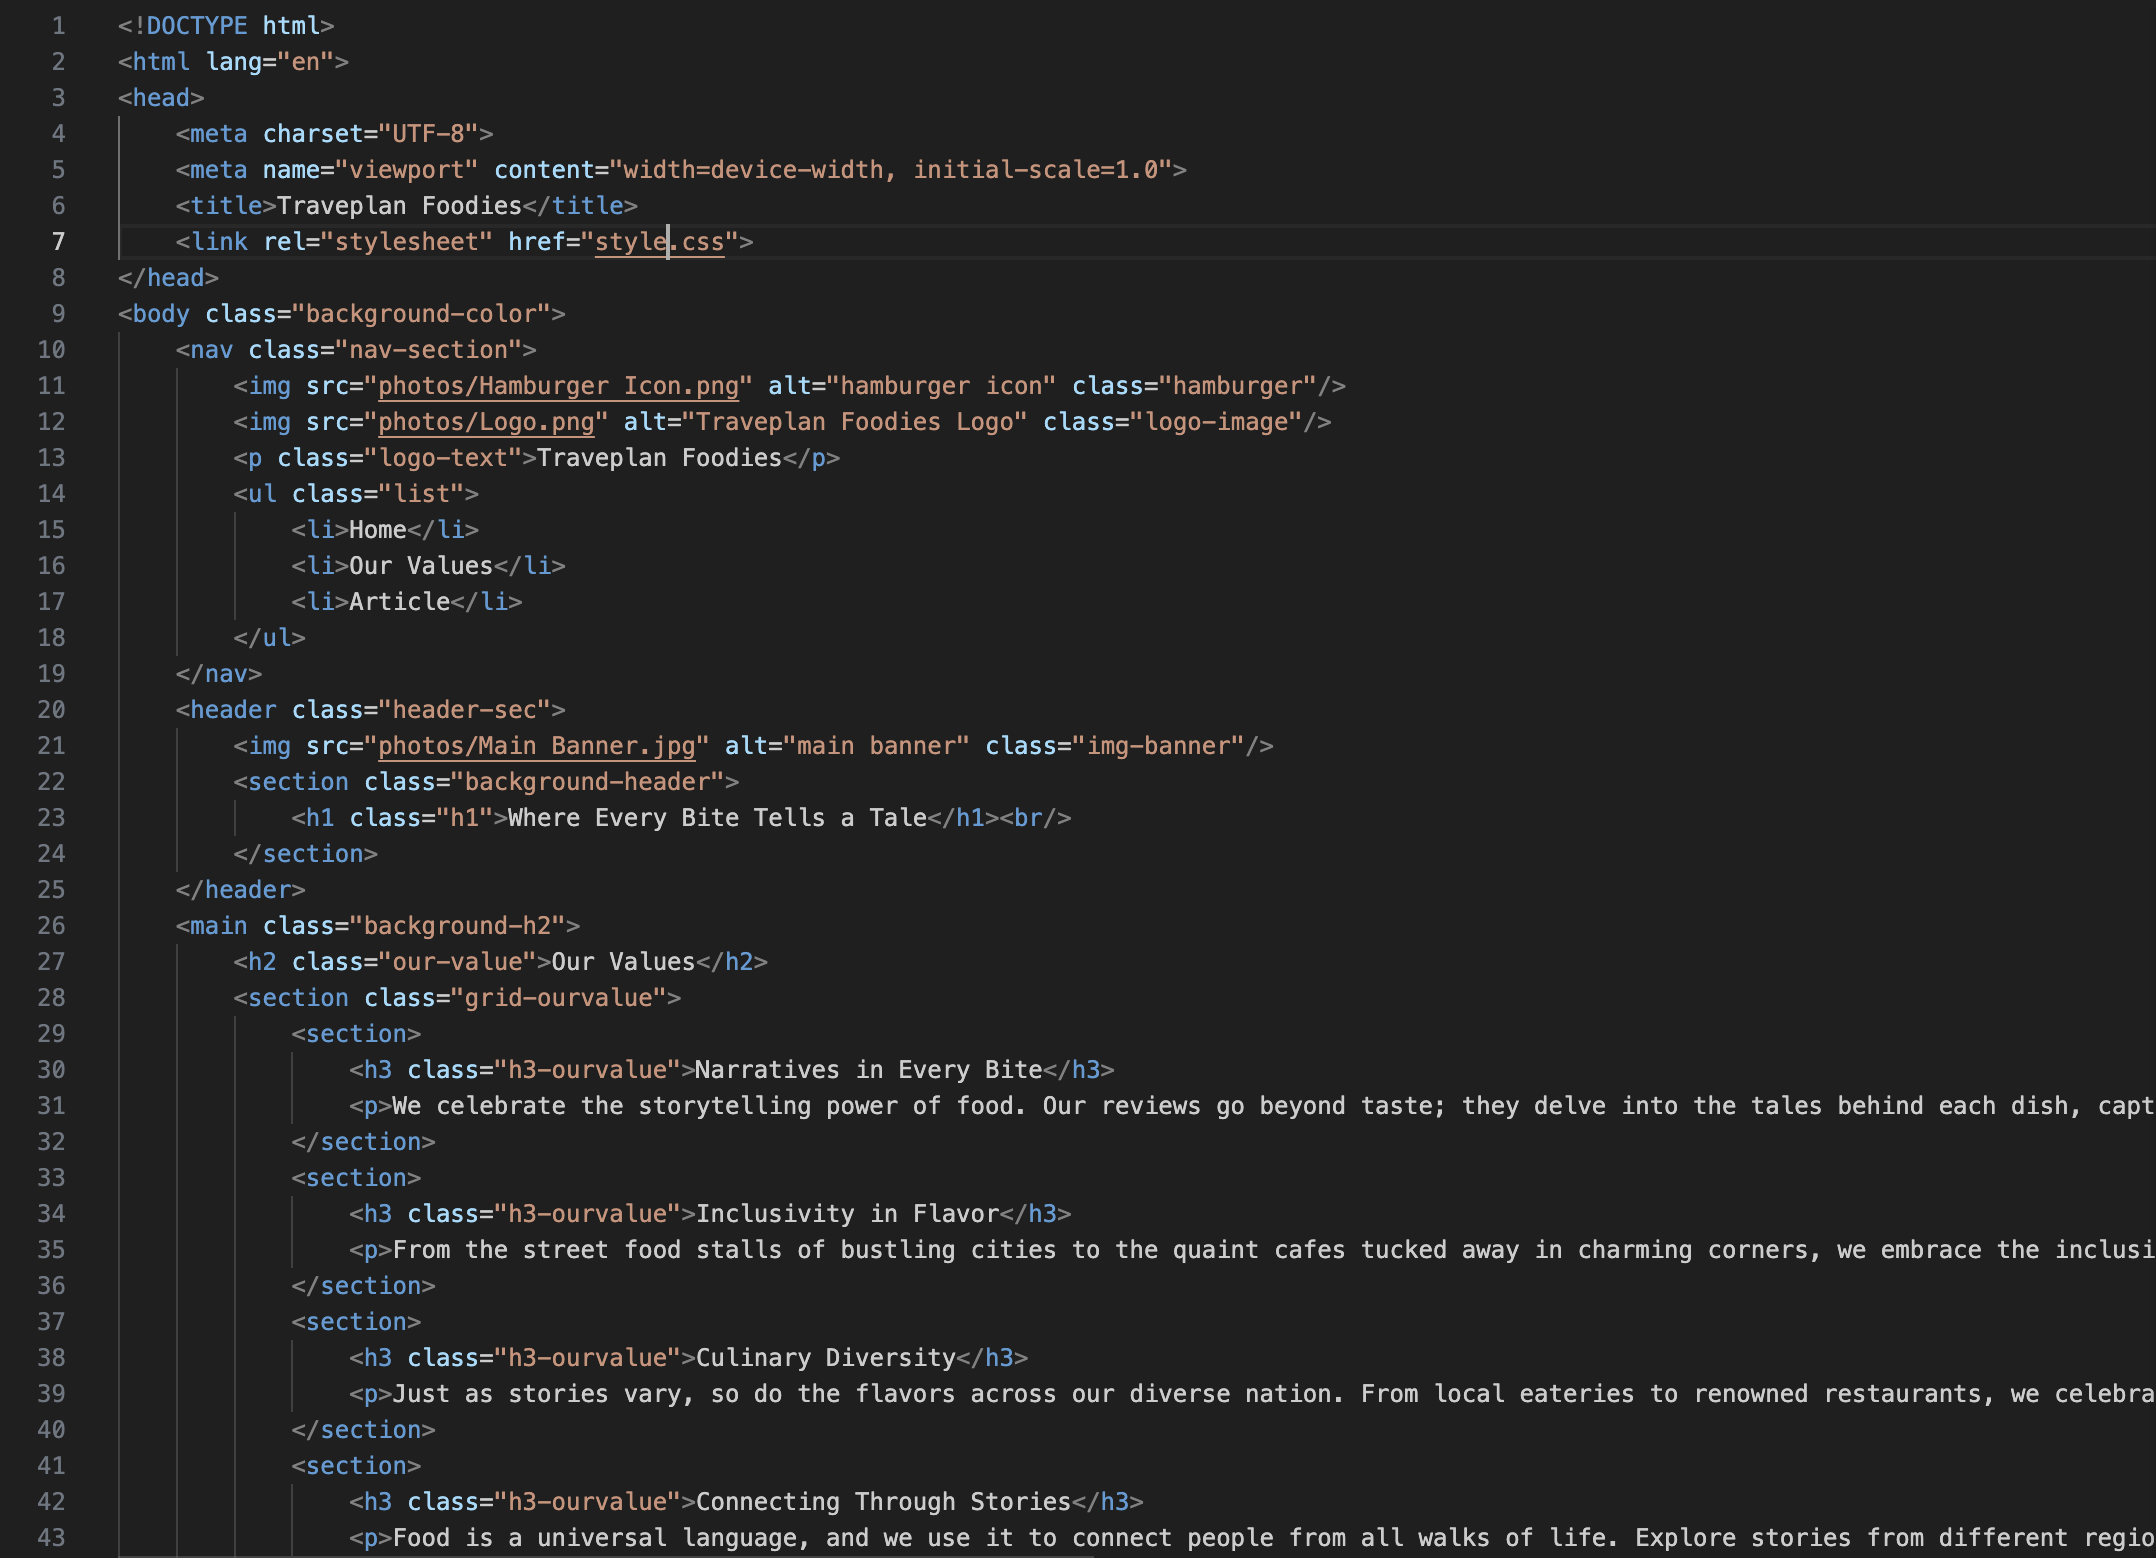 1 <!DOCTYPE html>
2 <html lang="en">
3 <head>
4 <meta charset="UTF-8">
5 <meta name="viewport" content="width=device-width, initial-scale=1.0">
6 <title>Traveplan Foodies</title>
7 <link rel="stylesheet" href="style.css">
8 </head>
9 <body class="background-color">
10 <nav class="nav-section">
11 <img src="photos/Hamburger Icon.png" alt="hamburger icon" class="hamburger"/>
12 <img src="photos/Logo.png" alt="Traveplan Foodies Logo" class="logo-image"/>
13 <p class="logo-text">Traveplan Foodies</p>
14 <ul class="list">
15 <li>Home</li>
16 <li>Our Values</li>
17 <li>Article</li>
18 </ul>
19 </nav>
20 <header class="header-sec">
21 <img src="photos/Main Banner.jpg" alt="main banner" class="img-banner"/>
22 <section class="background-header">
23 <h1 class="h1">Where Every Bite Tells a Tale</h1><br/>
24 </section>
25 </header>
26 <main class="background-h2">
27 <h2 class="our-value">Our Values</h2>
28 <section class="grid-ourvalue">
29 <section>
30 <h3 class="h3-ourvalue">Narratives in Every Bite</h3>
31 <p>We celebrate the storytelling power of food. Our reviews go beyond taste; they delve into the tales behind each dish, capt
32 </section>
33 <section>
34 <h3 class="h3-ourvalue">Inclusivity in Flavor</h3>
35 <p>From the street food stalls of bustling cities to the quaint cafes tucked away in charming corners, we embrace the inclusi
36 </section>
37 <section>
38 <h3 class="h3-ourvalue">Culinary Diversity</h3>
39 <p>Just as stories vary, so do the flavors across our diverse nation. From local eateries to renowned restaurants, we celebra
40 </section>
41 <section>
42 <h3 class="h3-ourvalue">Connecting Through Stories</h3>
43 <p>Food is a universal language, and we use it to connect people from all walks of life. Explore stories from different regio